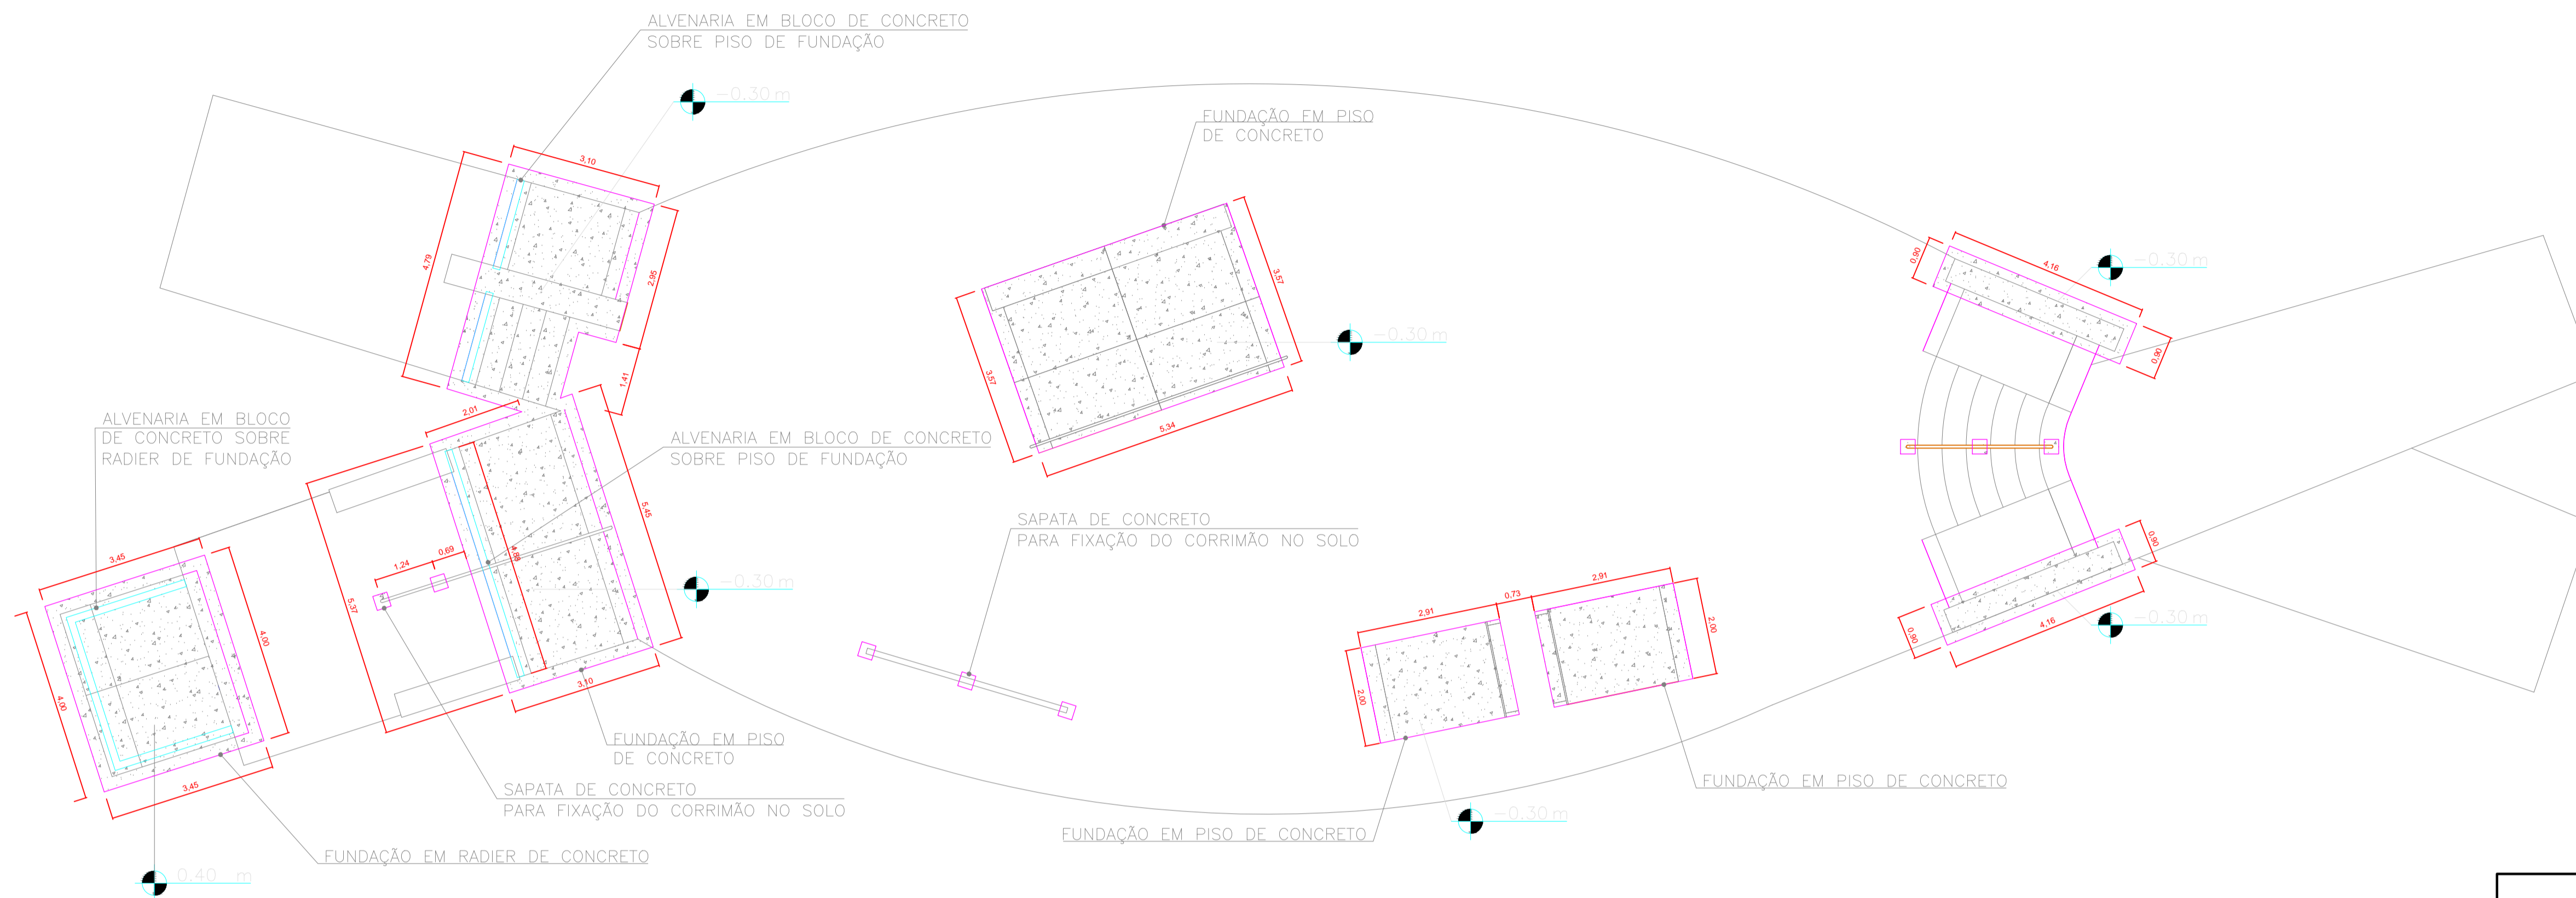 ALVENARIA EM BLOCO DE CONCRETO
SOBRE PISO DE FUNDAÇÃO
-0.30 m
3,10
4,79
2,95
1,41
FUNDAÇÃO EM PISO
DE CONCRETO
3,57
3,57
5,34
-0.30 m
0,90
4,16
-0.30 m
0,90
ALVENARIA EM BLOCO
DE CONCRETO SOBRE
RADIER DE FUNDAÇÃO
2,01
ALVENARIA EM BLOCO DE CONCRETO
SOBRE PISO DE FUNDAÇÃO
5,45
4,89
0,69
1,24
5,37
-0.30 m
3,45
4,00
4,00
3,45
3,10
SAPATA DE CONCRETO
PARA FIXAÇÃO DO CORRIMÃO NO SOLO
2,91
0,73
2,91
2,00
2,00
0,90
0,90
4,16
-0.30 m
FUNDAÇÃO EM PISO
DE CONCRETO
SAPATA DE CONCRETO
PARA FIXAÇÃO DO CORRIMÃO NO SOLO
FUNDAÇÃO EM PISO DE CONCRETO
-0.30 m
FUNDAÇÃO EM PISO DE CONCRETO
FUNDAÇÃO EM RADIER DE CONCRETO
0,40 m